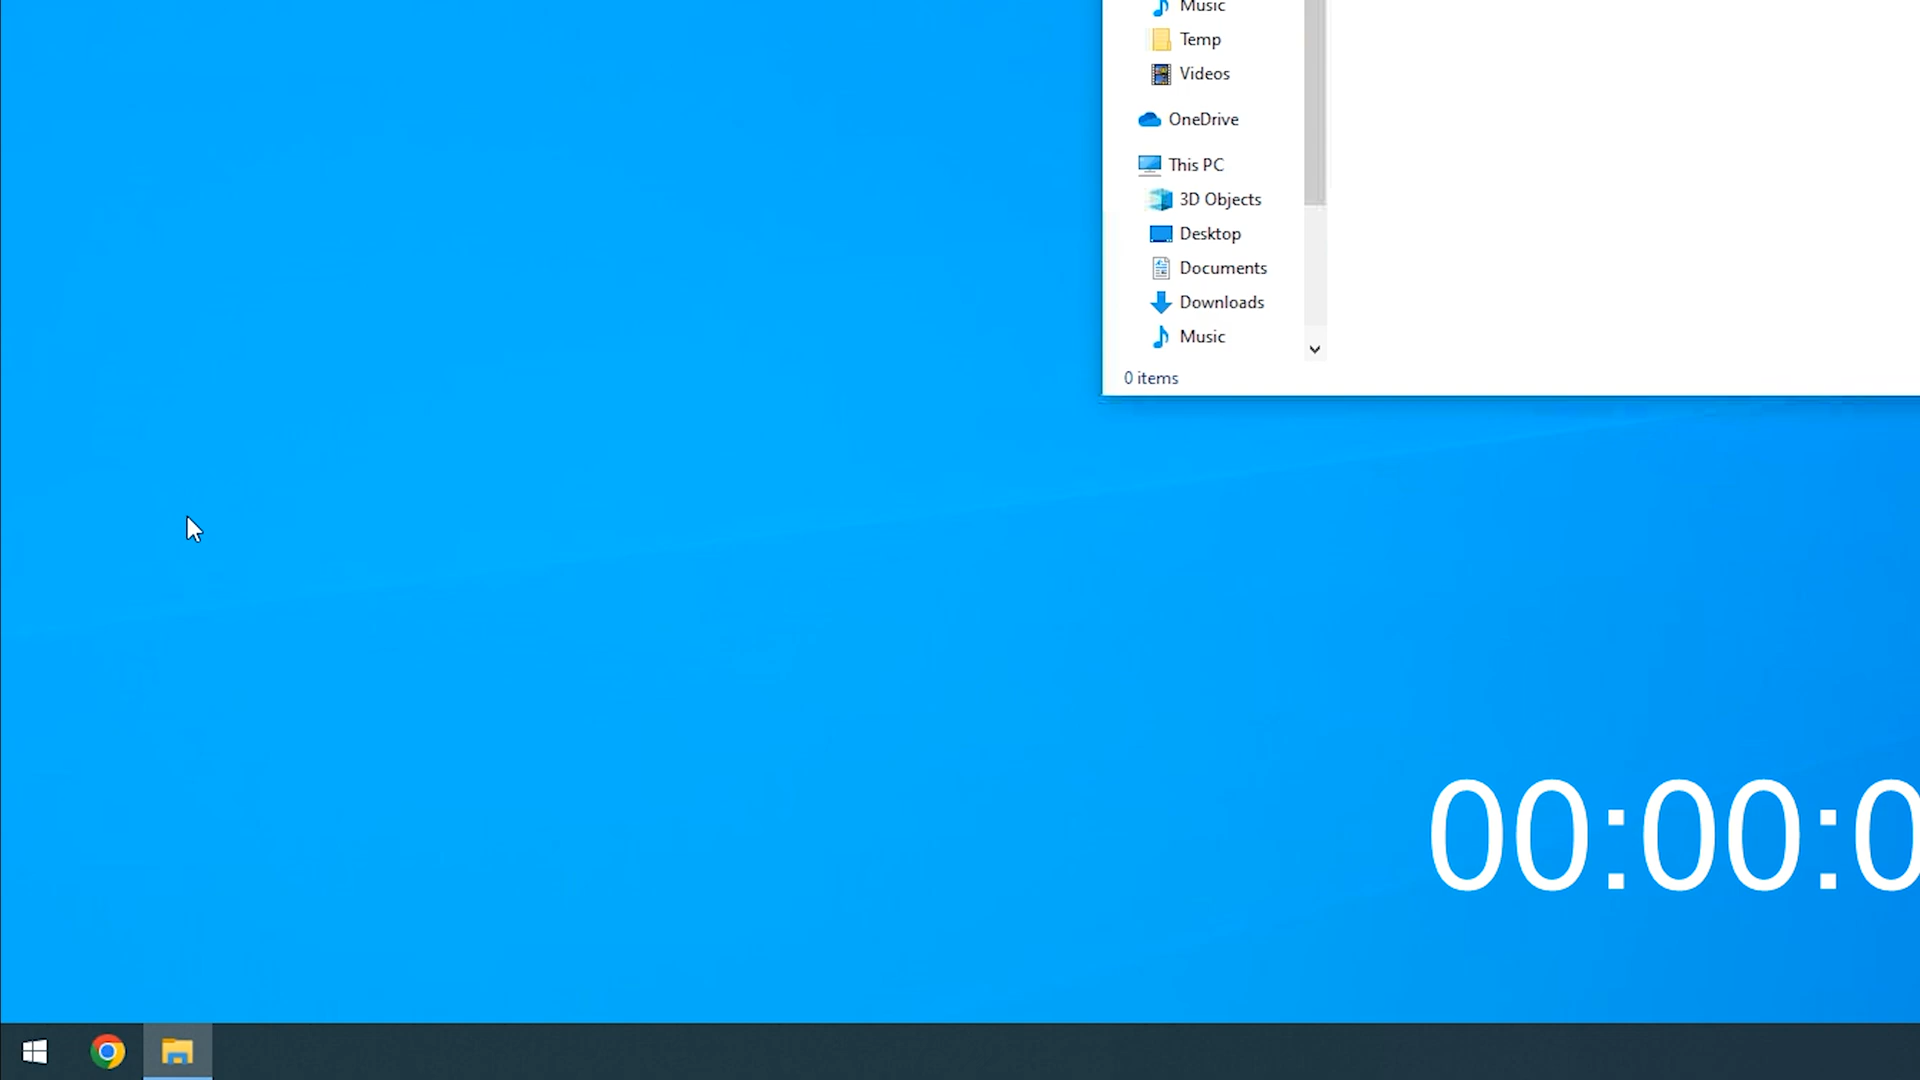 Music
Temp
Videos
OneDrive
This PC
3D Objects
Desktop
Documents
Downloads
Music
0 items
00:00:0